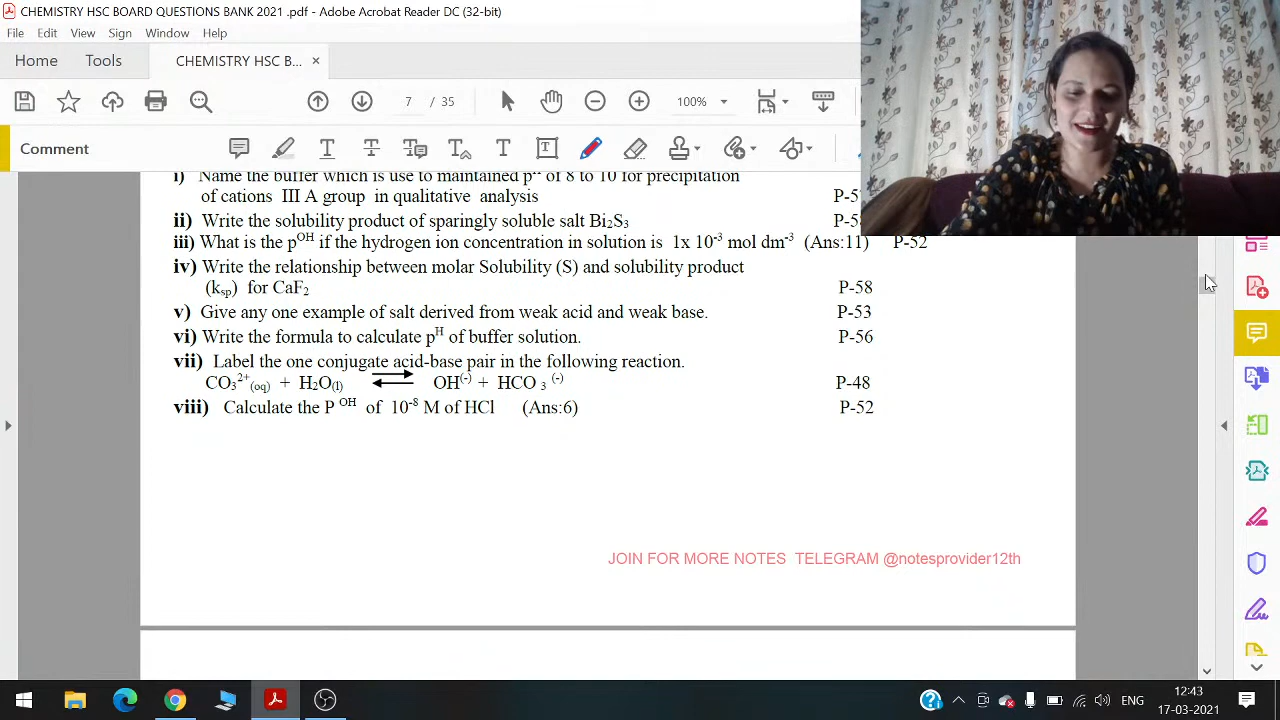 CHEMISTRY HSC BOARD QUESTIONS BANK 2021 .pdf - Adobe Acrobat Reader DC (32-bit)
File Edit View Sign Window Help
Home Tools CHEMISTRY HSC B... ×
7 / 35 100%
Comment
i) Name the buffer which is use to maintained p of 8 to 10 for precipitation
of cations III A group in qualitative analysis
ii) Write the solubility product of sparingly soluble salt Bi₂S₃
iii) What is the pᴼᴴ if the hydrogen ion concentration in solution is 1x 10⁻³ mol dm⁻³ (Ans:11) P-52
iv) Write the relationship between molar Solubility (S) and solubility product
(kₛₚ) for CaF₂ P-58
v) Give any one example of salt derived from weak acid and weak base. P-53
vi) Write the formula to calculate pᴴ of buffer solution. P-56
vii) Label the one conjugate acid-base pair in the following reaction.
CO₃²⁺(oq) + H₂O(l) ⇄ OH⁽⁻⁾ + HCO ₃ ⁽⁻⁾ P-48
viii) Calculate the P ᴼᴴ of 10⁻⁸ M of HCl (Ans:6) P-52
JOIN FOR MORE NOTES TELEGRAM @notesprovider12th
ENG
12:43
17-03-2021